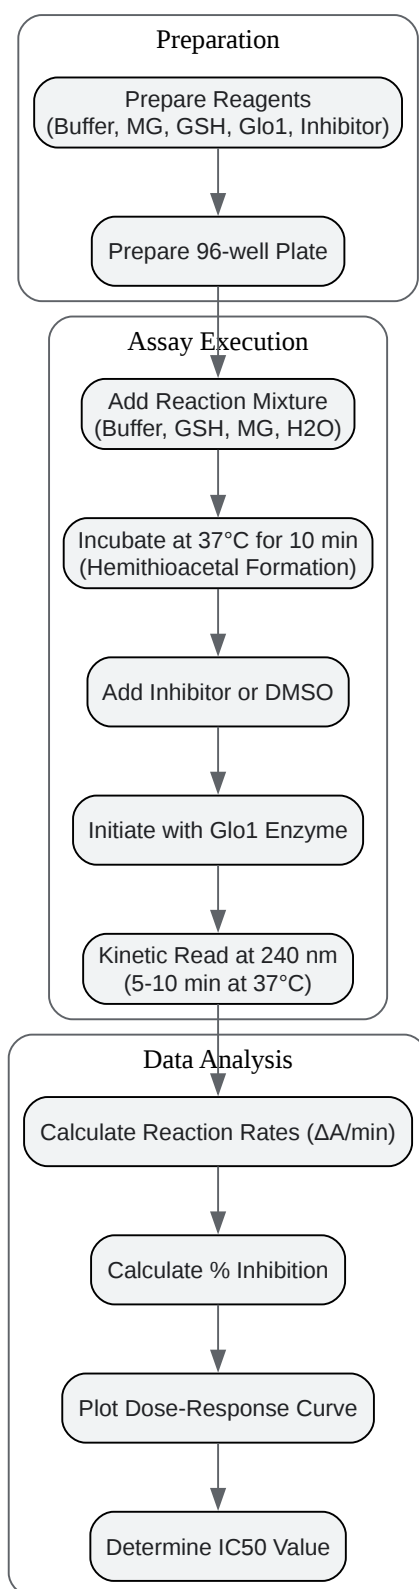 Preparation
Prepare Reagents
(Buffer, MG, GSH, Glo1, Inhibitor)
Prepare 96-well Plate
Assay Execution
Add Reaction Mixture
(Buffer, GSH, MG, H2O)
Incubate at 37°C for 10 min
(Hemithioacetal Formation)
Add Inhibitor or DMSO
Initiate with Glo1 Enzyme
Kinetic Read at 240 nm
(5-10 min at 37°C)
Data Analysis
Calculate Reaction Rates (ΔA/min)
Calculate % Inhibition
Plot Dose-Response Curve
Determine IC50 Value